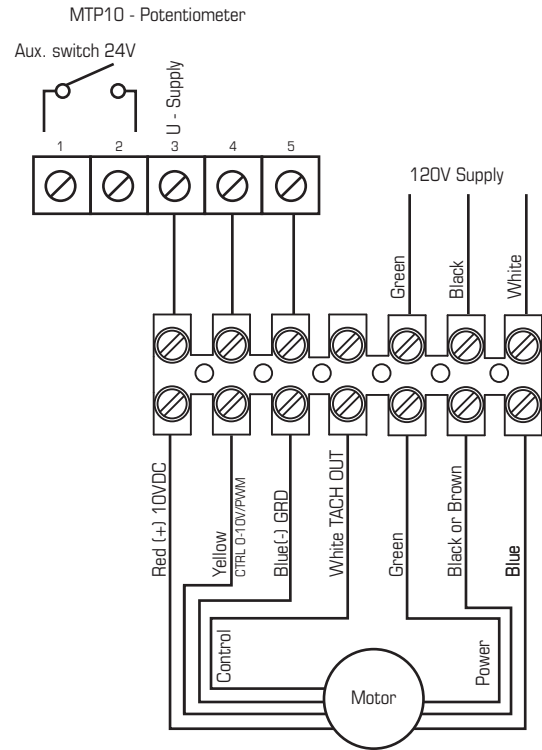 MTP10 - Potentiometer
Aux. switch 24V
U - Supply
1
2
3
4
5
120V Supply
Green
Black
White
Red (+) 10VDC
Yellow
CTRL 0-10V/PWM
Blue(-) GRD
White TACH OUT
Green
Black or Brown
Blue
Control
Power
Motor